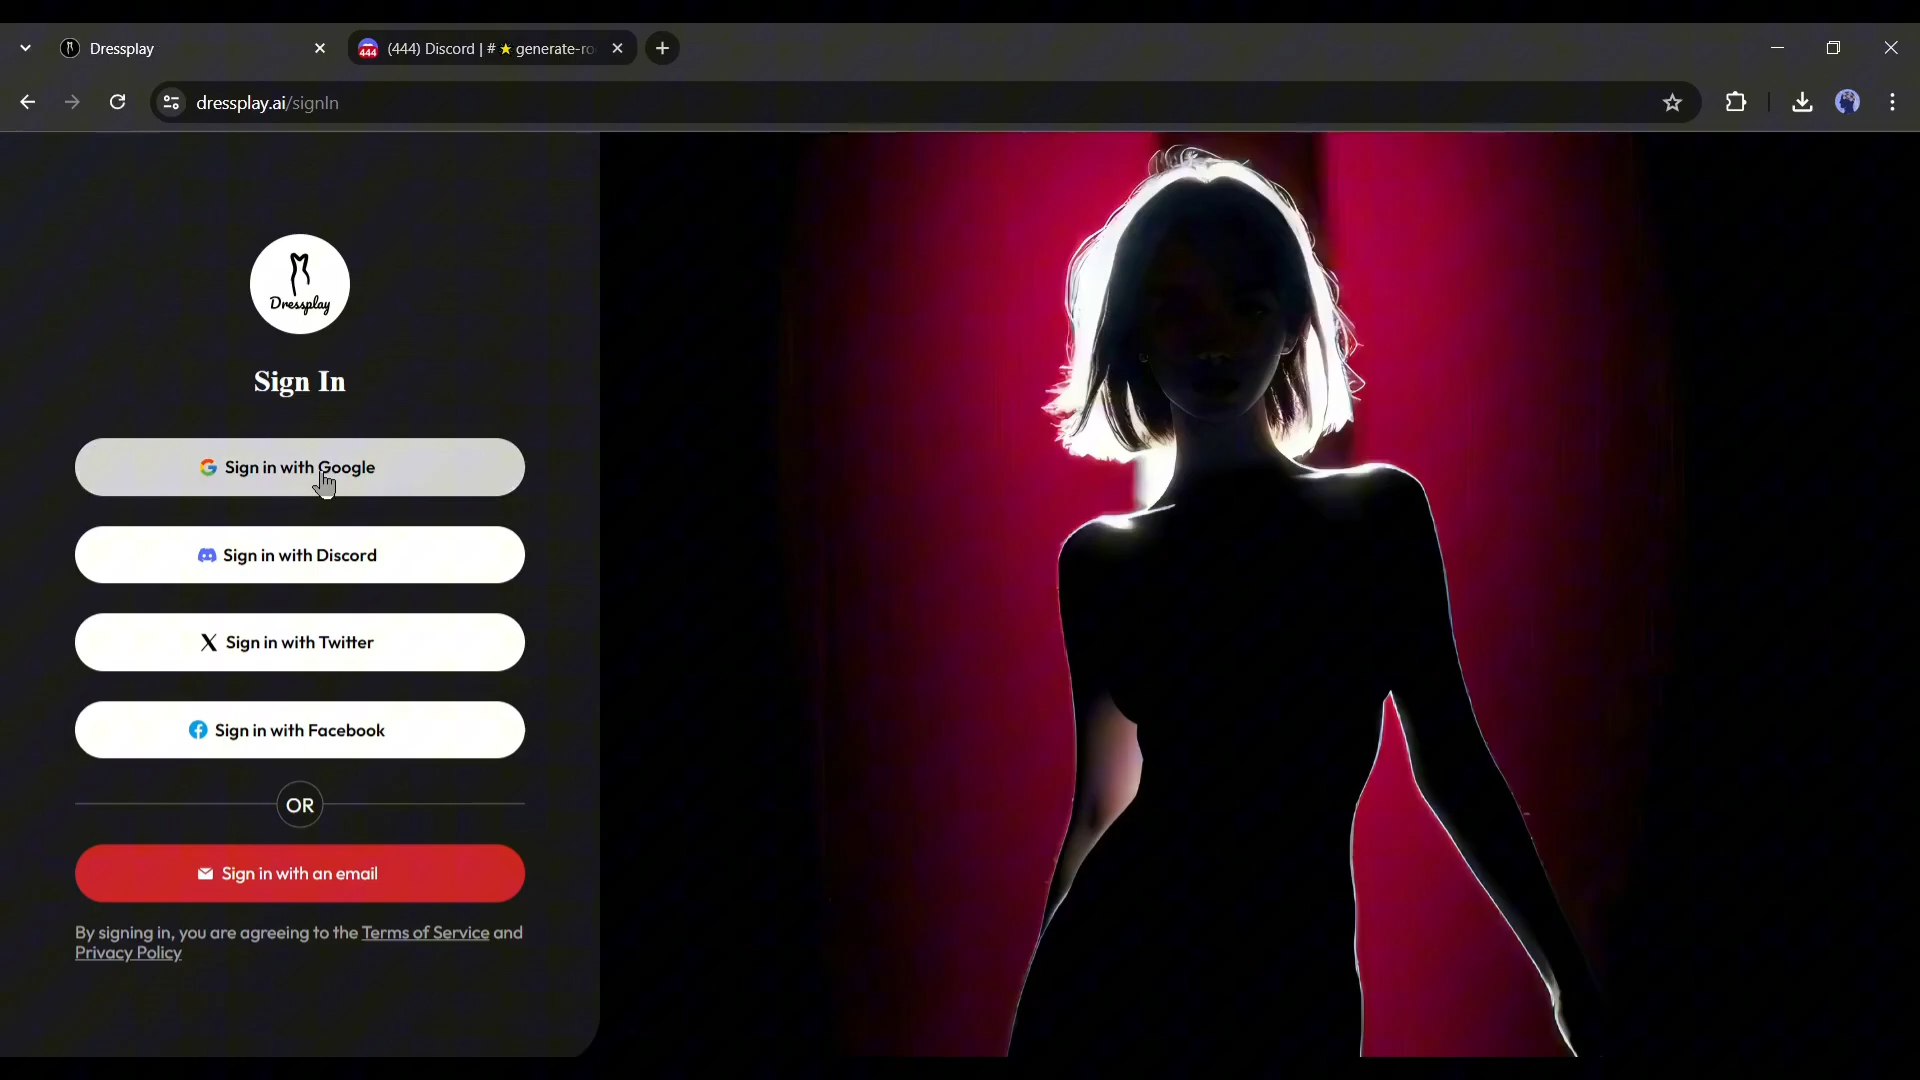 Dressplay
444
(444) Discord | # ⭐ generate-ro
dressplay.ai/signIn
Dressplay
Sign In
Sign in with Google
Sign in with Discord
Sign in with Twitter
Sign in with Facebook
OR
Sign in with an email
By signing in, you are agreeing to the Terms of Service and
Privacy Policy